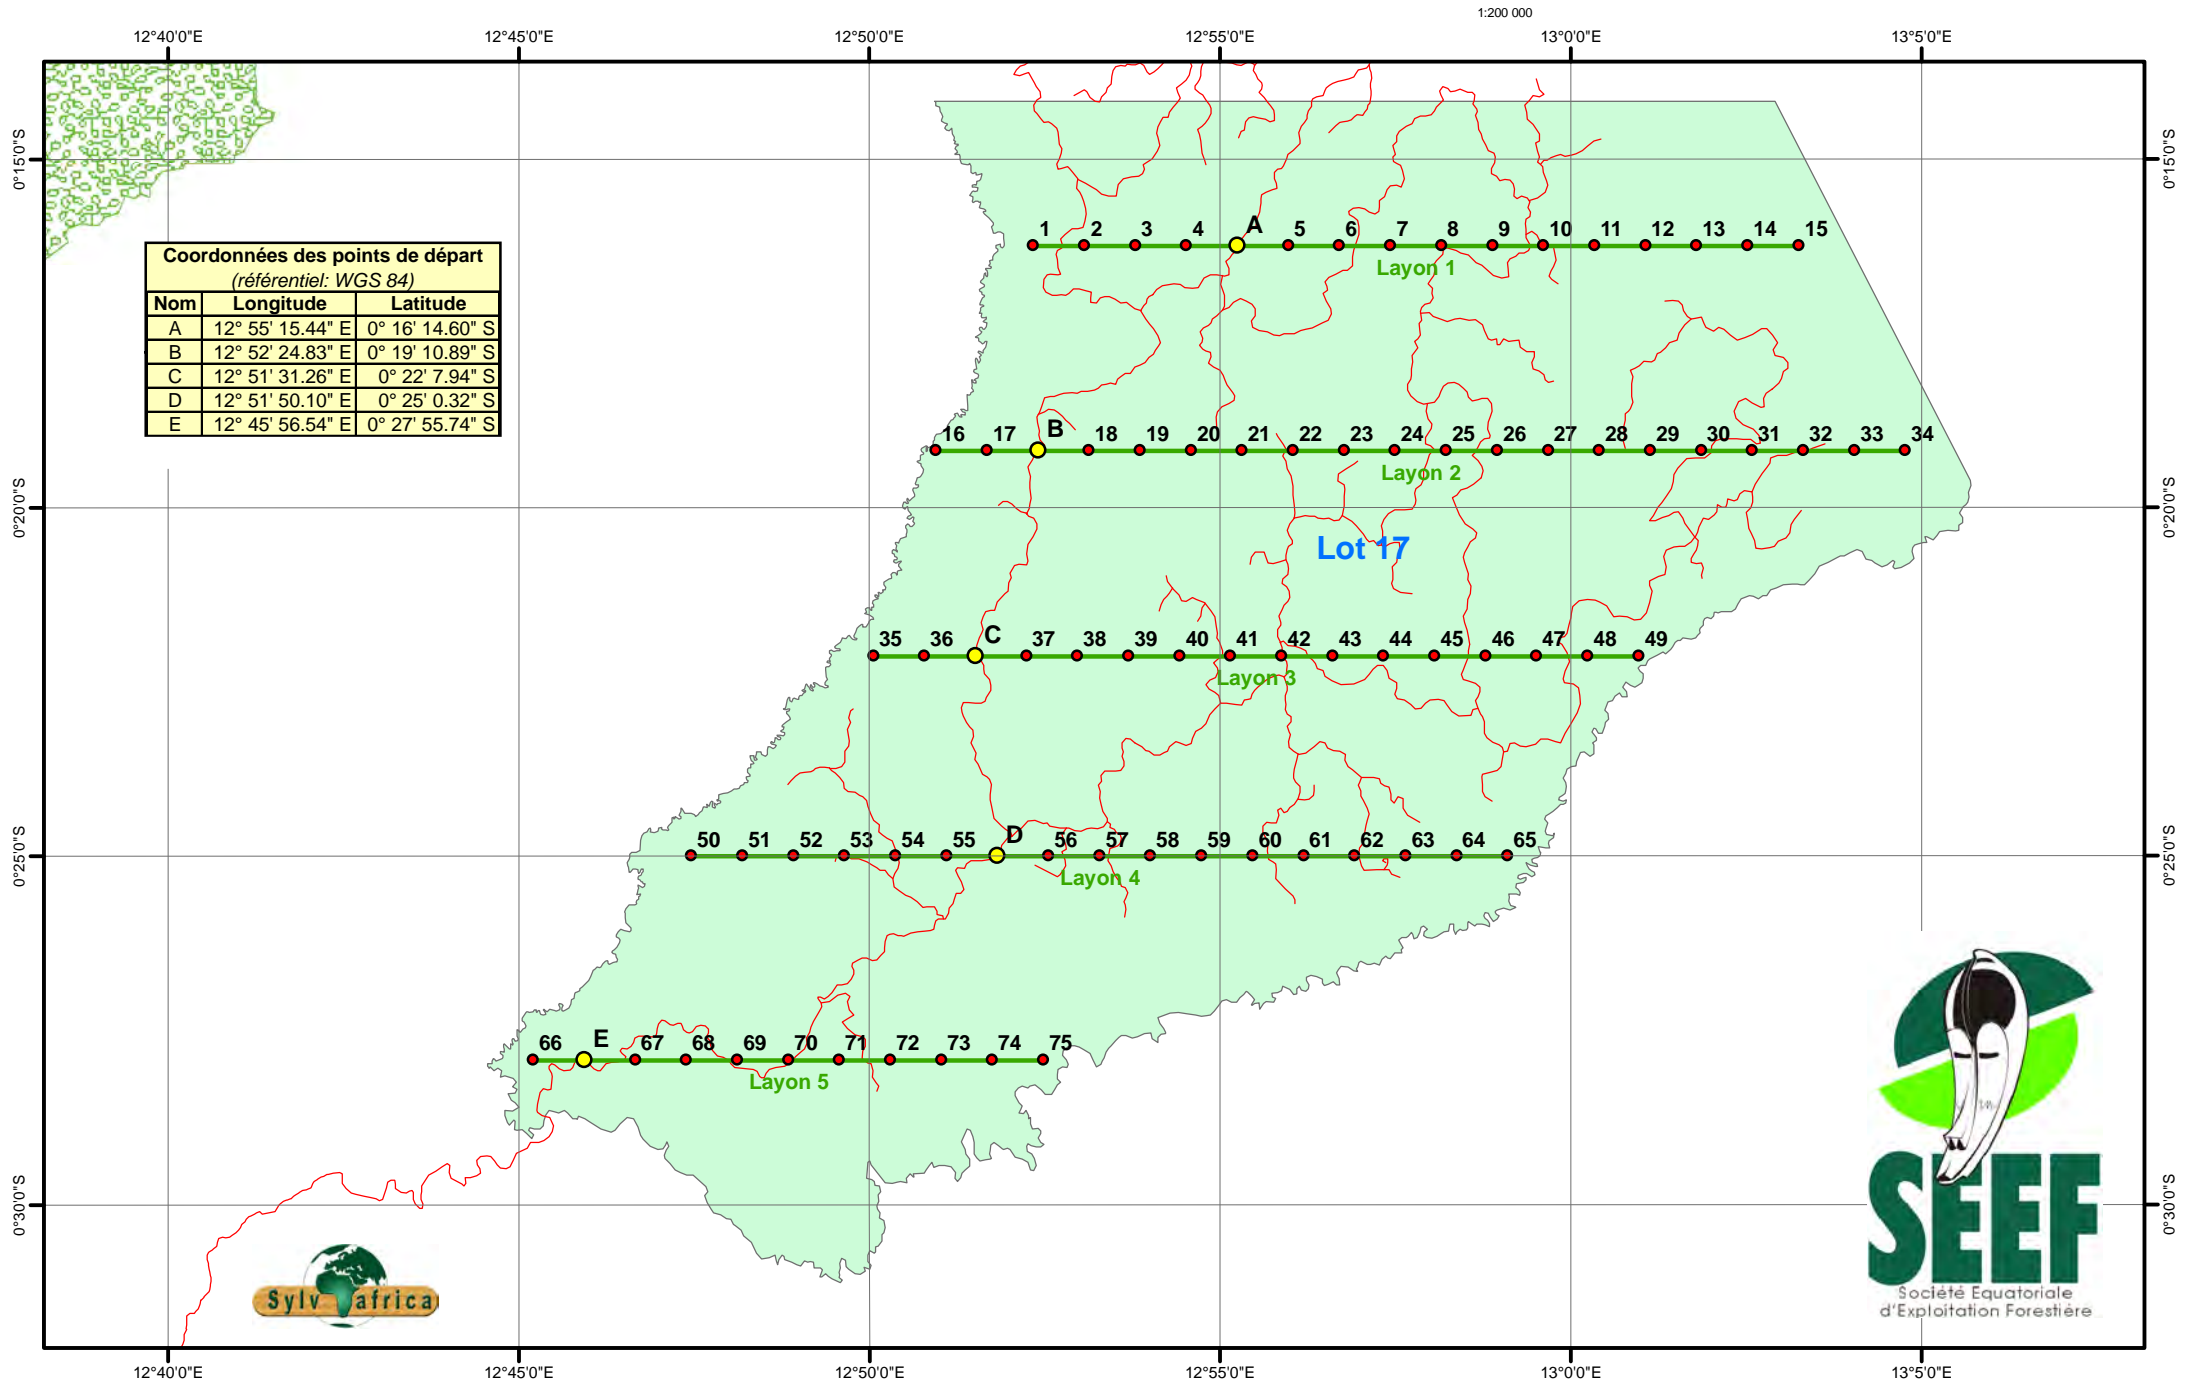 1:200 000
12°40'0"E 12°45'0"E 12°50'0"E 12°55'0"E 13°0'0"E 13°5'0"E
0°15'0"S 0°15'0"S
1 2 3 4 A 5 6 7 8 9 10 11 12 13 14 15
Layon 1
Coordonnées des points de départ
(référentiel: WGS 84)
Nom Longitude Latitude
A 12° 55' 15.44" E 0° 16' 14.60" S
B 12° 52' 24.83" E 0° 19' 10.89" S
C 12° 51' 31.26" E 0° 22' 7.94" S
D 12° 51' 50.10" E 0° 25' 0.32" S
E 12° 45' 56.54" E 0° 27' 55.74" S
16 17 B 18 19 20 21 22 23 24 25 26 27 28 29 30 31 32 33 34
Layon 2
0°20'0"S 0°20'0"S
Lot 17
35 36 C 37 38 39 40 41 42 43 44 45 46 47 48 49
Layon 3
50 51 52 53 54 55 D 56 57 58 59 60 61 62 63 64 65
0°25'0"S 0°25'0"S
Layon 4
66 E 67 68 69 70 71 72 73 74 75
Layon 5
0°30'0"S 0°30'0"S
Sylv africa
SEEF
Société Equatoriale
d'Exploitation Forestière
12°40'0"E 12°45'0"E 12°50'0"E 12°55'0"E 13°0'0"E 13°5'0"E